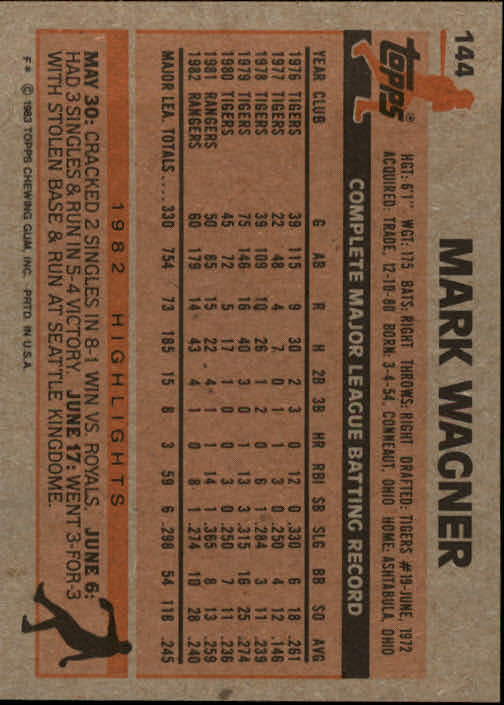 144
Topps®
MARK WAGNER
HGT: 6'1" WGT: 175 BATS: RIGHT THROWS: RIGHT DRAFTED: TIGERS #19-JUNE, 1972
ACQUIRED: TRADE, 12-10-80 BORN: 3-4-54, CONNEAUT, OHIO HOME: ASHTABULA, OHIO
COMPLETE MAJOR LEAGUE BATTING RECORD
YEAR CLUB G AB R H 2B 3B HR RBI SB SLG BB SO AVG
1976 TIGERS 39 115 9 30 2 3 0 12 0 .330 6 18 .261
1977 TIGERS 22 48 4 7 0 1 1 3 0 .250 4 12 .146
1978 TIGERS 39 109 10 26 1 2 0 6 1 .284 3 11 .239
1979 TIGERS 75 146 16 40 3 0 1 13 3 .315 16 25 .274
1980 TIGERS 45 72 5 17 1 0 0 3 0 .250 7 11 .236
1981 RANGERS 50 85 15 22 4 1 1 14 1 .365 8 13 .259
1982 RANGERS 60 179 14 43 4 1 0 8 1 .274 10 28 .240
MAJOR LEA. TOTALS.... 330 754 73 185 15 8 3 59 6 .298 54 118 .245
1982 HIGHLIGHTS
MAY 30: CRACKED 2 SINGLES IN 8-1 WIN VS. ROYALS. JUNE 6:
HAD 3 SINGLES & RUN IN 5-4 VICTORY. JUNE 17: WENT 3-FOR-3
WITH STOLEN BASE & RUN AT SEATTLE KINGDOME.
F* © 1983 TOPPS CHEWING GUM, INC. PRTD. IN U.S.A.